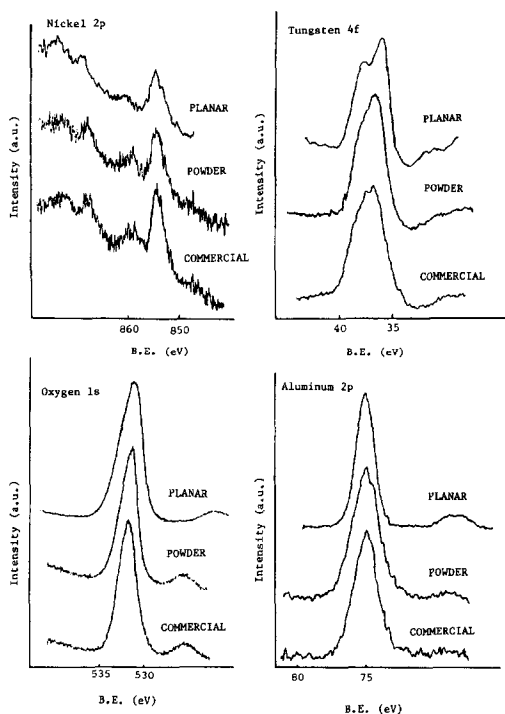 Nickel 2p
PLANAR
POWDER
COMMERCIAL
Intensity (a.u.)
860 850
B.E. (eV)
Tungsten 4f
PLANAR
POWDER
COMMERCIAL
Intensity (a.u.)
40 35
B.E. (eV)
Oxygen 1s
PLANAR
POWDER
COMMERCIAL
Intensity (a.u.)
535 530
B.E. (eV)
Aluminum 2p
PLANAR
POWDER
COMMERCIAL
Intensity (a.u.)
80 75
B.E. (eV)